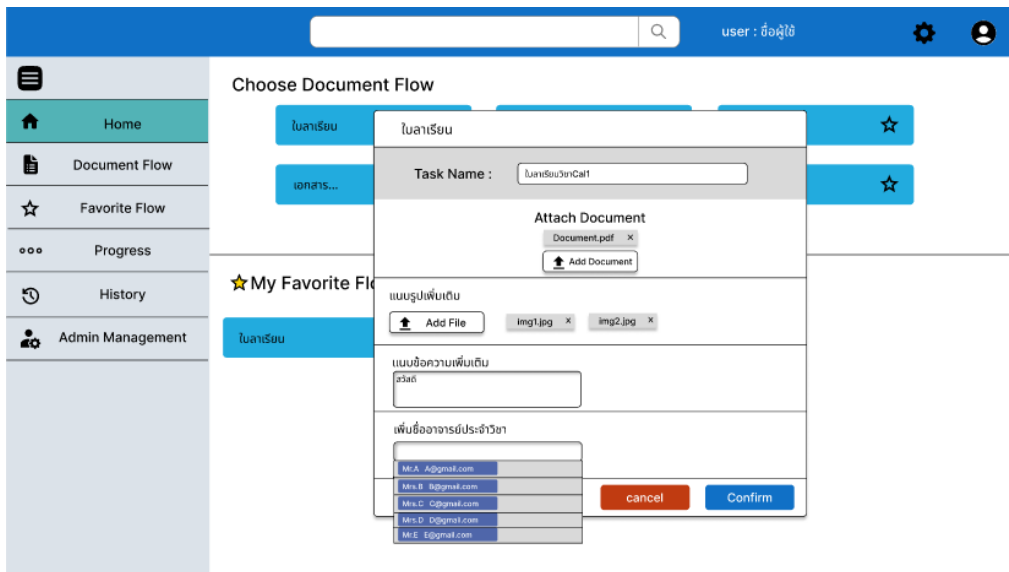 user : ชื่อผู้ใช้
Home
Document Flow
Favorite Flow
Progress
History
Admin Management
Choose Document Flow
ใบลาเรียน
เอกสาร...
My Favorite Flo
ใบลาเรียน
ใบลาเรียน
Task Name : ใบลาเรียนวิชาCal1
Attach Document
Document.pdf ×
Add Document
แนบรูปเพิ่มเติม
Add File img1.jpg × img2.jpg ×
แนบข้อความเพิ่มเติม
สวัสดี
เพิ่มชื่ออาจารย์ประจำวิชา
Mr.A A@gmail.com
Mrs.B B@gmail.com
Mrs.C C@gmail.com
Mrs.D D@gmail.com
Mr.E E@gmail.com
cancel Confirm